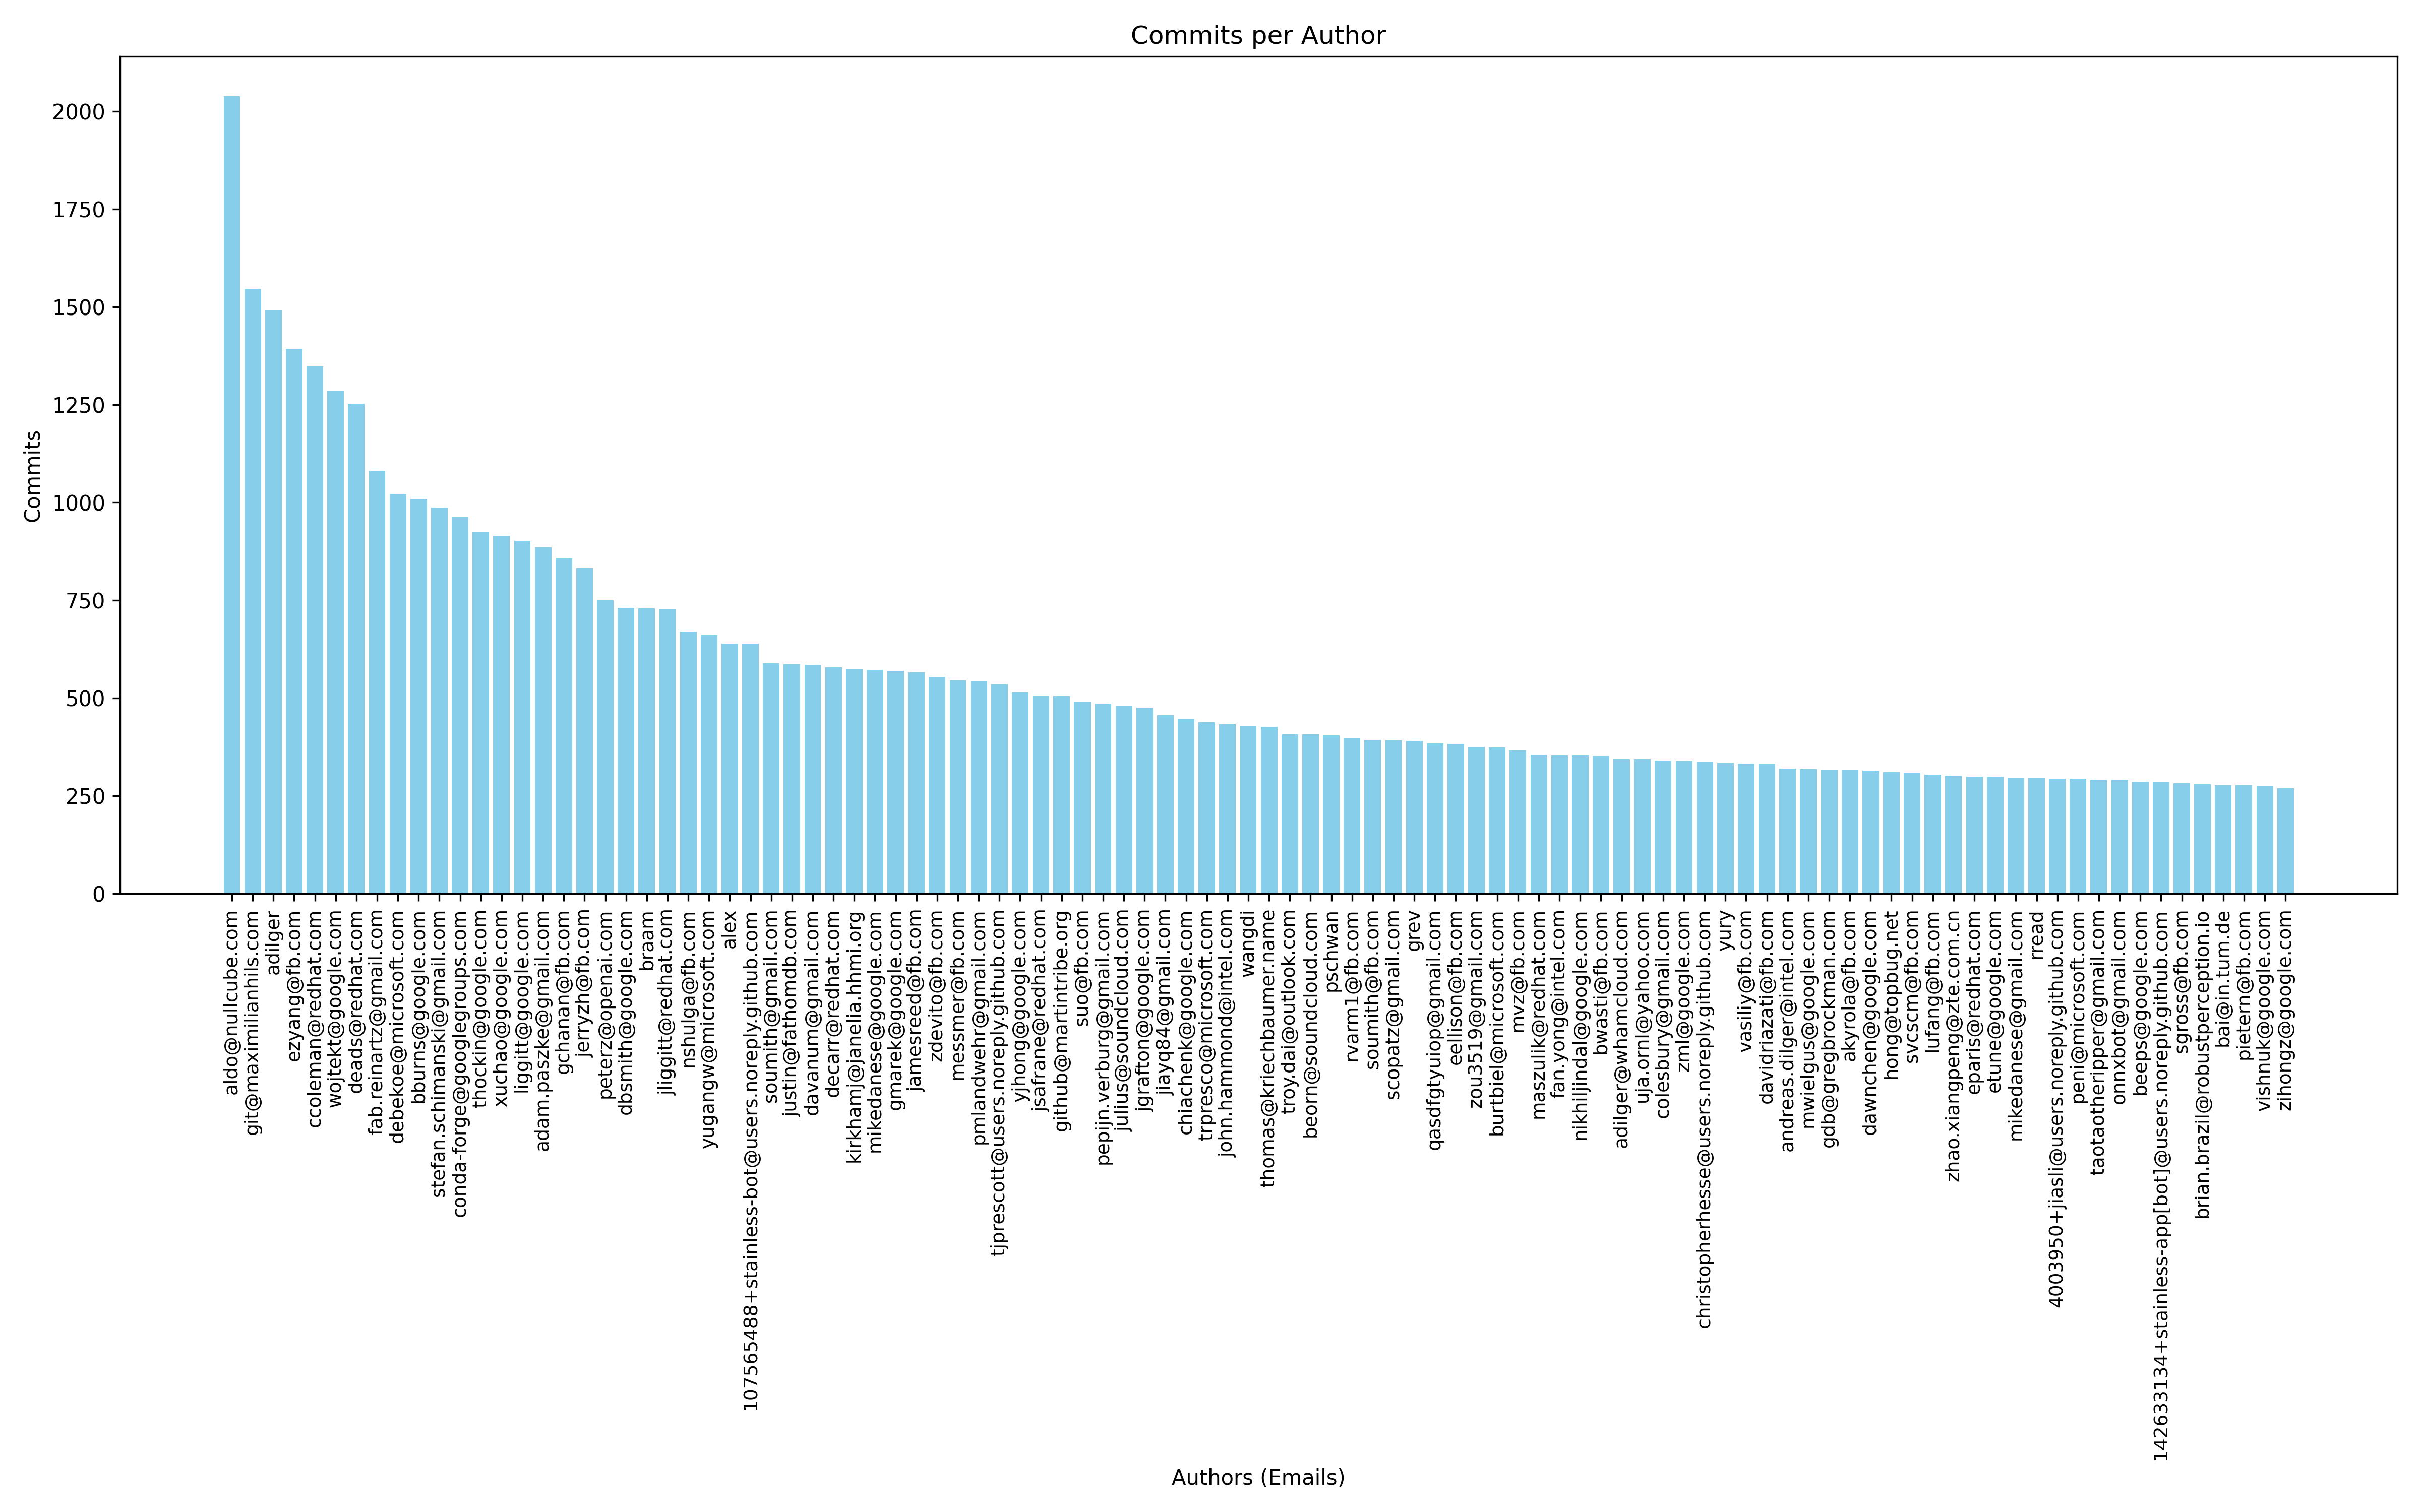 Commits per Author
2000
1750
1500
1250
1000
750
500
250
0
Commits
aldo@nullcube.com
git@maximilianhils.com
adilger
ezyang@fb.com
ccoleman@redhat.com
wojtekt@google.com
deads@redhat.com
fab.reinartz@gmail.com
debekoe@microsoft.com
bburns@google.com
stefan.schimanski@gmail.com
conda-forge@googlegroups.com
thockin@google.com
xuchao@google.com
liggitt@google.com
adam.paszke@gmail.com
gchanan@fb.com
jerryzh@fb.com
peterz@openai.com
dbsmith@google.com
braam
jliggitt@redhat.com
nshulga@fb.com
yugangw@microsoft.com
alex
107565488+stainless-bot@users.noreply.github.com
soumith@gmail.com
justin@fathomdb.com
davanum@gmail.com
decarr@redhat.com
kirkhamj@janelia.hhmi.org
mikedanese@google.com
gmarek@google.com
jamesreed@fb.com
zdevito@fb.com
messmer@fb.com
pmlandwehr@gmail.com
tjprescott@users.noreply.github.com
yjhong@google.com
jsafrane@redhat.com
github@martintribe.org
suo@fb.com
pepijn.verburg@gmail.com
julius@soundcloud.com
jgrafton@google.com
jiayq84@gmail.com
chiachenk@google.com
trpresco@microsoft.com
john.hammond@intel.com
wangdi
thomas@kriechbaumer.name
troy.dai@outlook.com
beorn@soundcloud.com
pschwan
rvarm1@fb.com
soumith@fb.com
scopatz@gmail.com
grev
qasdfgtyuiop@gmail.com
eellison@fb.com
zou3519@gmail.com
burtbiel@microsoft.com
mvz@fb.com
maszulik@redhat.com
fan.yong@intel.com
nikhiljindal@google.com
bwasti@fb.com
adilger@whamcloud.com
uja.ornl@yahoo.com
colesbury@gmail.com
zml@google.com
christopherhesse@users.noreply.github.com
yury
vasiliy@fb.com
davidriazati@fb.com
andreas.dilger@intel.com
mwielgus@google.com
gdb@gregbrockman.com
akyrola@fb.com
dawnchen@google.com
hong@topbug.net
svcscm@fb.com
lufang@fb.com
zhao.xiangpeng@zte.com.cn
eparis@redhat.com
etune@google.com
mikedanese@gmail.com
rread
4003950+jiasli@users.noreply.github.com
peni@microsoft.com
taotaotheripper@gmail.com
onnxbot@gmail.com
beeps@google.com
142633134+stainless-app[bot]@users.noreply.github.com
sgross@fb.com
brian.brazil@robustperception.io
bai@in.tum.de
pietern@fb.com
vishnuk@google.com
zihongz@google.com
Authors (Emails)